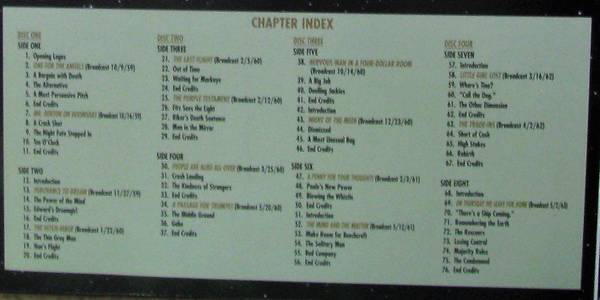 CHAPTER INDEX
DISC ONE
SIDE ONE
1. Opening Logos
2. ONE FOR THE ANGELS (Broadcast 10/9/59)
3. A Bargain with Death
4. The Alternative
5. A Most Persuasive Pitch
6. End Credits
7. MR. DENTON ON DOOMSDAY (Broadcast 10/16/59)
8. A Crack Shot
9. The Night Fate Stepped In
10. Ten O'Clock
11. End Credits
SIDE TWO
12. Introduction
13. PERCHANCE TO DREAM (Broadcast 11/27/59)
14. The Power of the Mind
15. Edward's Dreamgirl
16. End Credits
17. THE HITCH-HIKER (Broadcast 1/22/60)
18. The Thin Grey Man
19. Nan's Flight
20. End Credits
DISC TWO
SIDE THREE
21. THE LAST FLIGHT (Broadcast 2/5/60)
22. Out of Time
23. Waiting for Mackaye
24. End Credits
25. THE PURPLE TESTAMENT (Broadcast 2/12/60)
26. Fitz Sees the Light
27. Riker's Death Sentence
28. Man in the Mirror
29. End Credits
SIDE FOUR
30. PEOPLE ARE ALIKE ALL OVER (Broadcast 3/25/60)
31. Crash Landing
32. The Kindness of Strangers
33. End Credits
34. A PASSAGE FOR TRUMPET (Broadcast 5/20/60)
35. The Middle Ground
36. Gabe
37. End Credits
DISC THREE
SIDE FIVE
38. NERVOUS MAN IN A FOUR-DOLLAR ROOM
(Broadcast 10/14/60)
39. A Big Job
40. Duelling Jackies
41. End Credits
42. Introduction
43. NIGHT OF THE MEEK (Broadcast 12/23/60)
44. Dismissed
45. A Most Unusual Bag
46. End Credits
SIDE SIX
47. A PENNY FOR YOUR THOUGHTS (Broadcast 2/3/61)
48. Poole's New Power
49. Blowing the Whistle
50. End Credits
51. Introduction
52. THE MIND AND THE MATTER (Broadcast 5/12/61)
53. Make Room for Beechcroft
54. The Solitary Man
55. Bad Company
56. End Credits
DISC FOUR
SIDE SEVEN
57. Introduction
58. LITTLE GIRL LOST (Broadcast 3/16/62)
59. Where's Tina?
60. "Call the Dog."
61. The Other Dimension
62. End Credits
63. THE TRADE-INS (Broadcast 4/2/62)
64. Short of Cash
65. High Stakes
66. Rebirth
67. End Credits
SIDE EIGHT
68. Introduction
69. ON THURSDAY WE LEAVE FOR HOME (Broadcast 5/2/63)
70. "There's a Ship Coming."
71. Remembering the Earth
72. The Rescuers
73. Losing Control
74. Majority Rules
75. The Condemned
76. End Credits